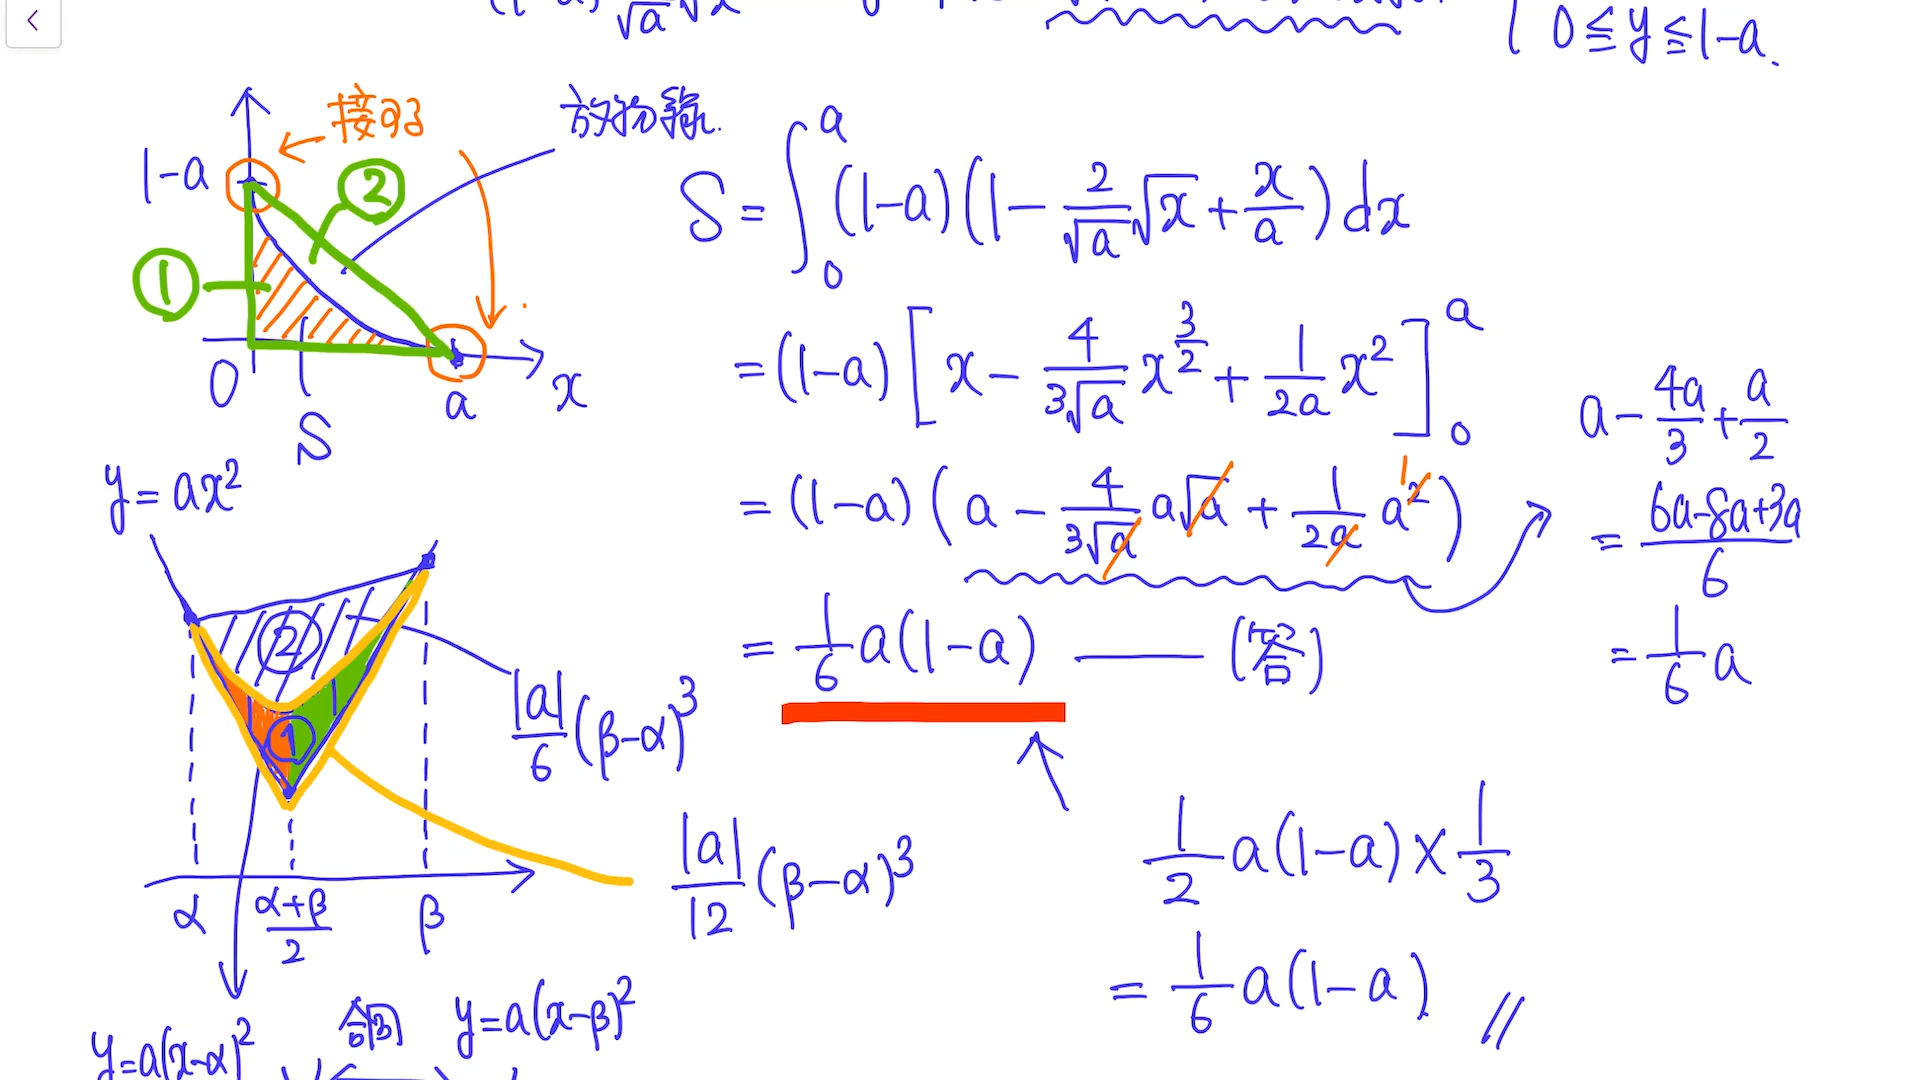 0≦y≦1-a.
接する
放物線.
1-a
②
①
0
S
a
x
S=∫₀ᵃ(1-a)(1-2/√a √x+x/a)dx
=(1-a)[x-4/(3√a) x^(3/2)+1/(2a) x²]₀ᵃ
=(1-a)(a-4/(3√a) a√a+1/(2a) a²)
1
=1/6 a(1-a) ——(答)
a-4a/3+a/2
=(6a-8a+3a)/6
=1/6 a
y=ax²
②
①
|a|/6 (β-α)³
|a|/12 (β-α)³
α
(α+β)/2
β
1/2 a(1-a)×1/3
=1/6 a(1-a) //
合同
y=a(x-β)²
y=a(x-α)²